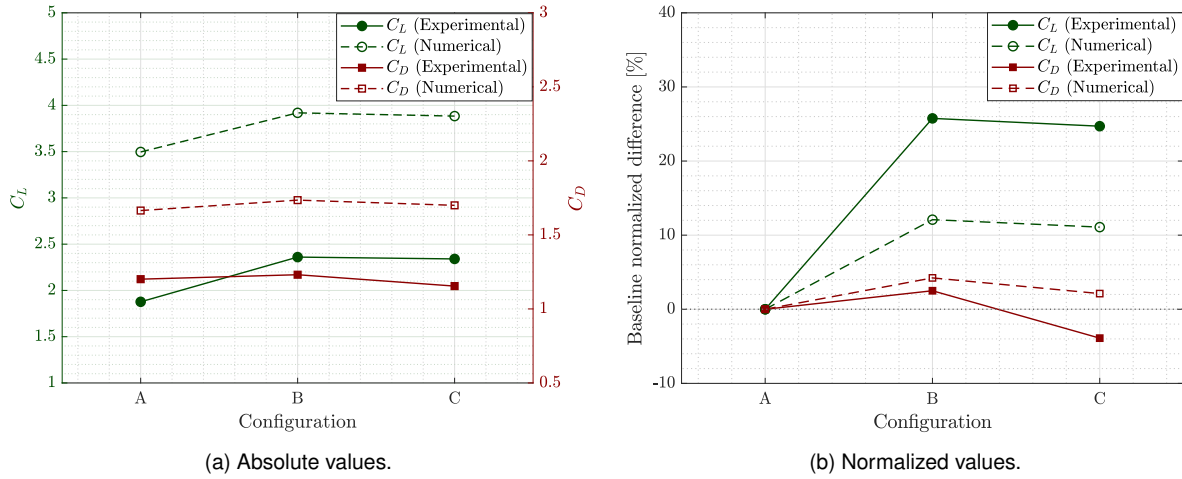 5
4.5
4
3.5
3
2.5
2
1.5
1
C_L
3
2.5
2
1.5
1
0.5
C_D
C_L (Experimental)
C_L (Numerical)
C_D (Experimental)
C_D (Numerical)
A B C
Configuration
(a) Absolute values.
40
30
20
10
0
-10
Baseline normalized difference [%]
C_L (Experimental)
C_L (Numerical)
C_D (Experimental)
C_D (Numerical)
A B C
Configuration
(b) Normalized values.